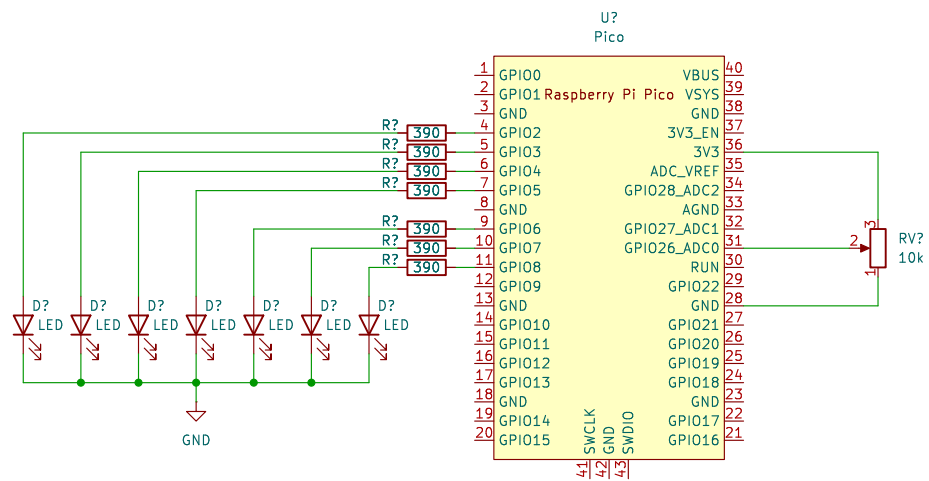 U?
Pico
Raspberry Pi Pico
1 GPIO0
2 GPIO1
3 GND
R? 390 4 GPIO2
R? 390 5 GPIO3
R? 390 6 GPIO4
R? 390 7 GPIO5
8 GND
R? 390 9 GPIO6
R? 390 10 GPIO7
R? 390 11 GPIO8
12 GPIO9
13 GND
14 GPIO10
15 GPIO11
16 GPIO12
17 GPIO13
18 GND
19 GPIO14
20 GPIO15
VBUS 40
VSYS 39
GND 38
3V3_EN 37
3V3 36
ADC_VREF 35
GPIO28_ADC2 34
AGND 33
GPIO27_ADC1 32
GPIO26_ADC0 31
RUN 30
GPIO22 29
GND 28
GPIO21 27
GPIO20 26
GPIO19 25
GPIO18 24
GND 23
GPIO17 22
GPIO16 21
SWCLK 41
GND 42
SWDIO 43
3
2
1
RV?
10k
D? D? D? D? D? D? D?
LED LED LED LED LED LED LED
GND